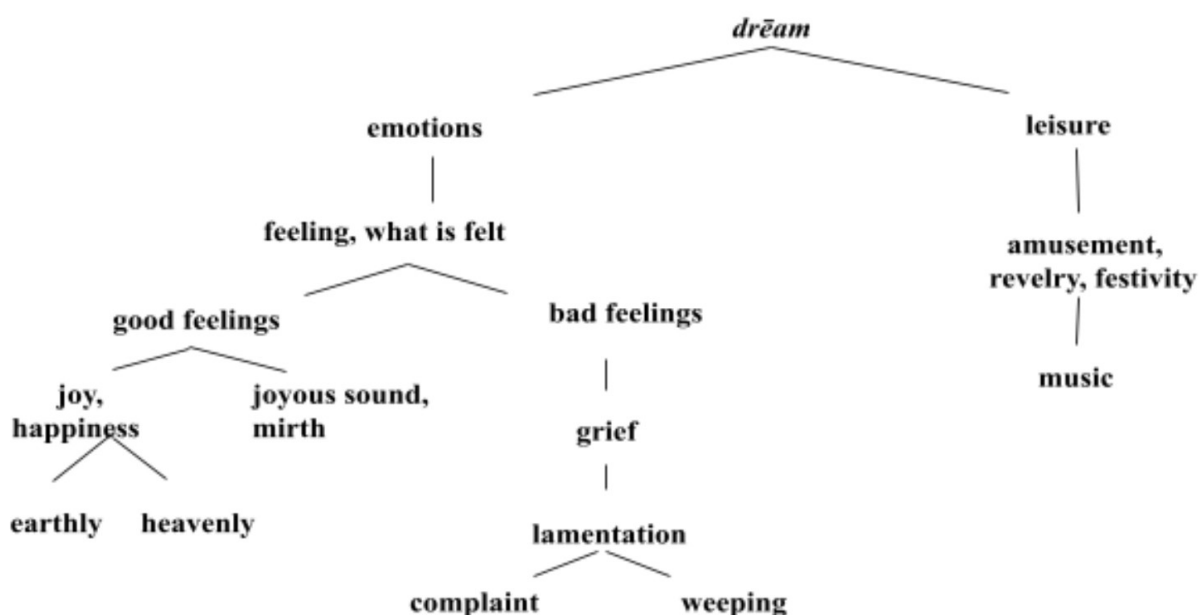 drēam
emotions
leisure
feeling, what is felt
amusement,
revelry, festivity
good feelings
bad feelings
music
joy,
happiness
joyous sound,
mirth
grief
earthly
heavenly
lamentation
complaint
weeping